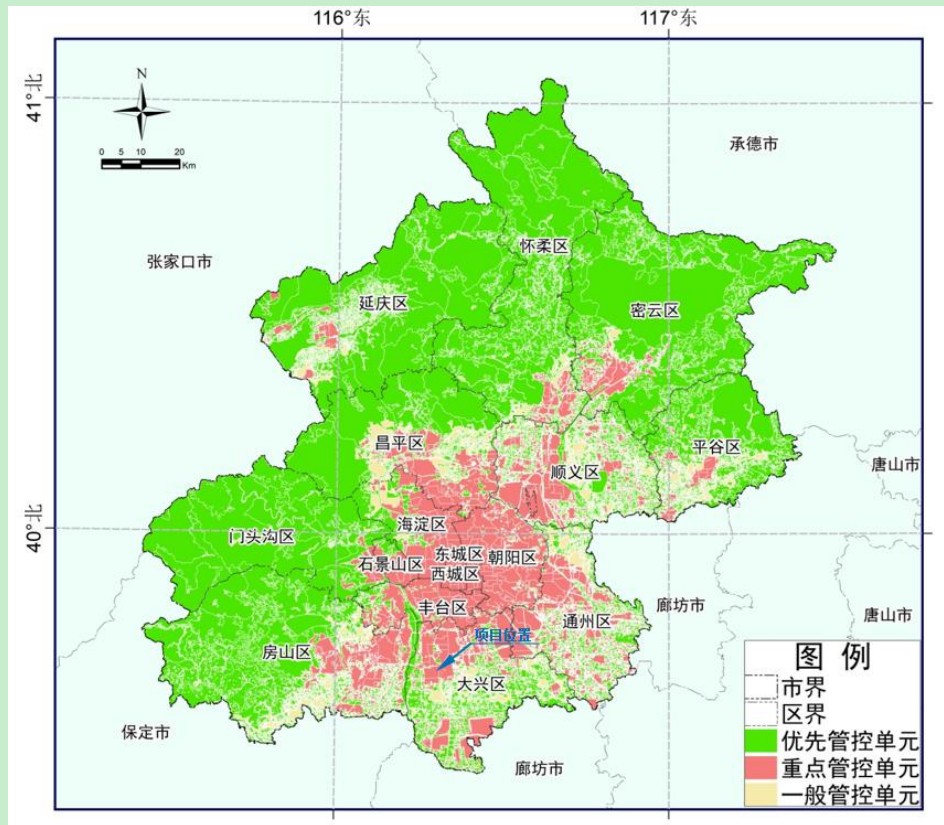 116°东
117°东
41°北
N
0 5 10 20
Km
承德市
怀柔区
张家口市
延庆区
密云区
昌平区
平谷区
顺义区
唐山市
40°北
海淀区
门头沟区
东城区
朝阳区
石景山区
西城区
丰台区
廊坊市
唐山市
通州区
项目位置
房山区
大兴区
图 例
市界
区界
优先管控单元
重点管控单元
一般管控单元
保定市
廊坊市